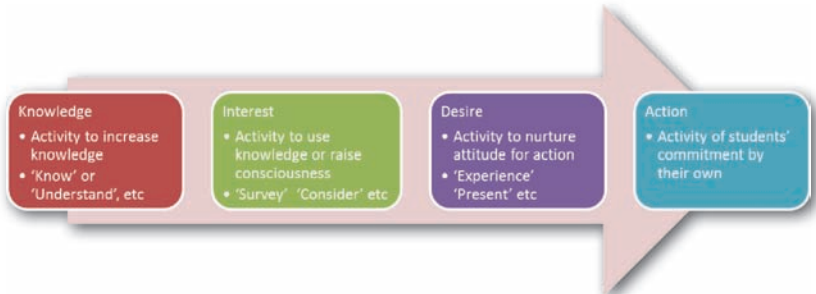 Knowledge
• Activity to increase
knowledge
• 'Know' or
'Understand', etc
Interest
• Activity to use
knowledge or raise
consciousness
• 'Survey' 'Consider' etc
Desire
• Activity to nurture
attitude for action
• 'Experience'
'Present' etc
Action
• Activity of students'
commitment by
their own